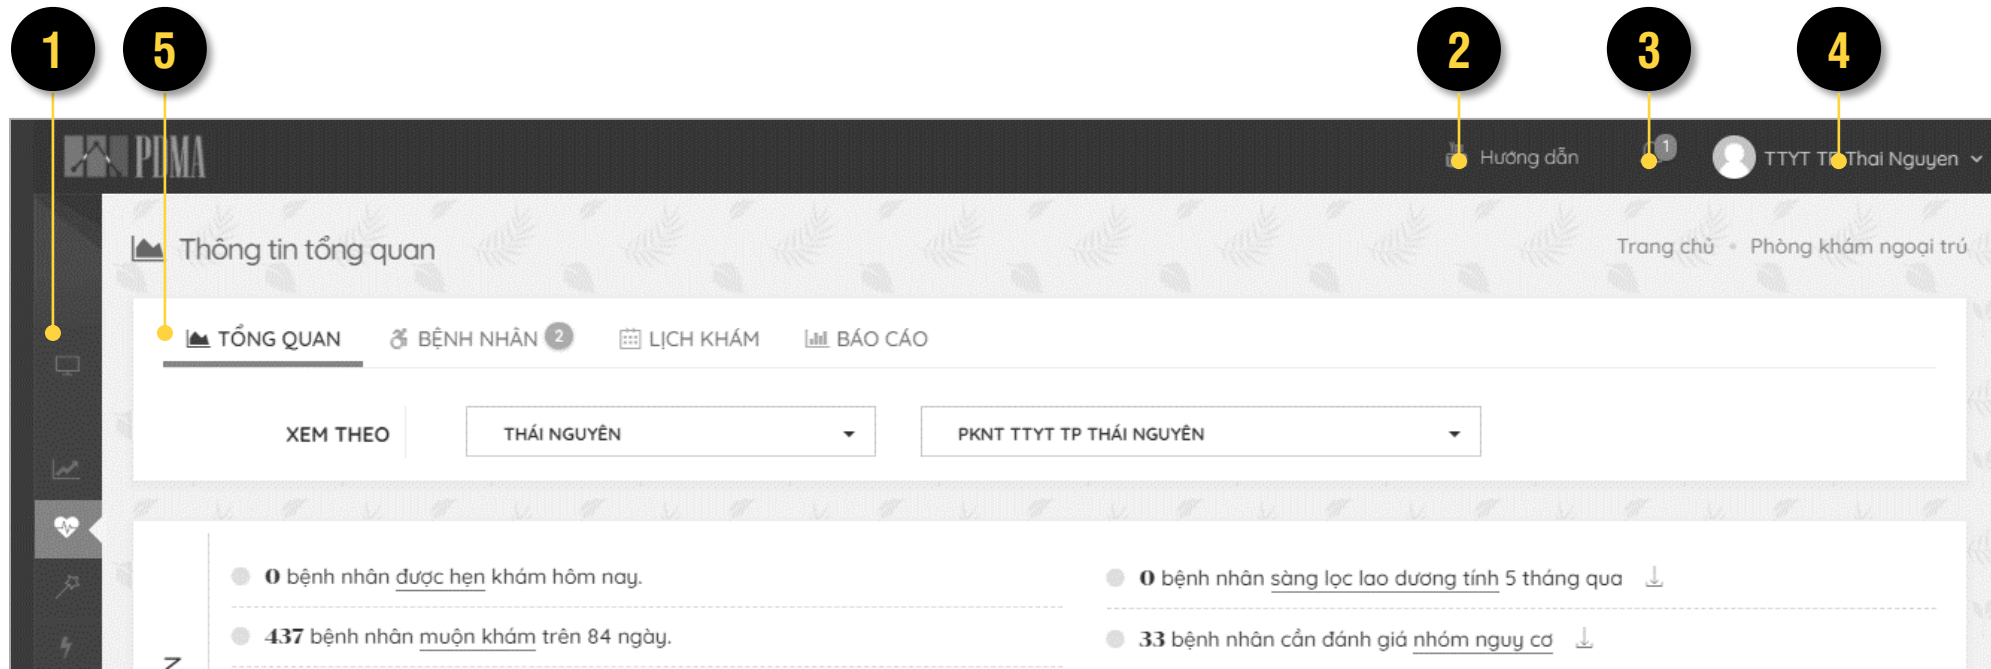 1 5 2 3 4
PDMA Hướng dẫn 1 TTYT TP Thai Nguyen
Thông tin tổng quan Trang chủ Phòng khám ngoại trú
TỔNG QUAN BỆNH NHÂN 2 LỊCH KHÁM BÁO CÁO
XEM THEO THÁI NGUYÊN PKNT TTYT TP THÁI NGUYÊN
0 bệnh nhân được hẹn khám hôm nay.
0 bệnh nhân sàng lọc lao dương tính 5 tháng qua
437 bệnh nhân muộn khám trên 84 ngày.
33 bệnh nhân cần đánh giá nhóm nguy cơ